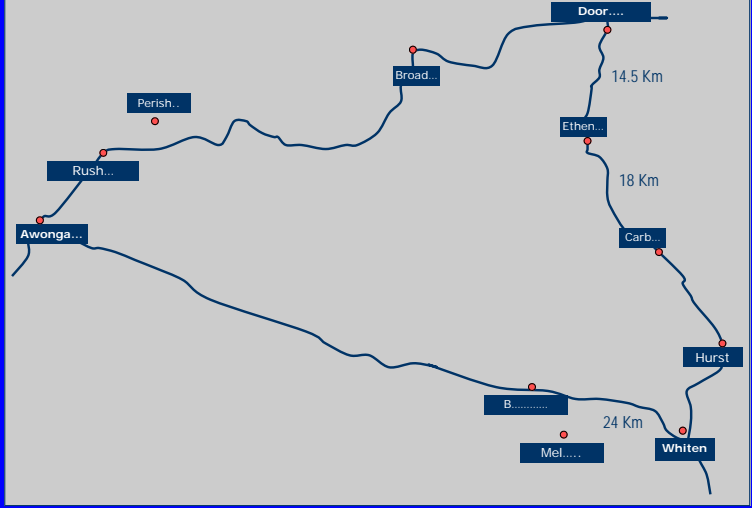 Door....
Broad...
14.5 Km
Perish..
Ethen...
Rush...
18 Km
Awonga...
Carb...
Hurst
B............
24 Km
Whiten
Mel.....